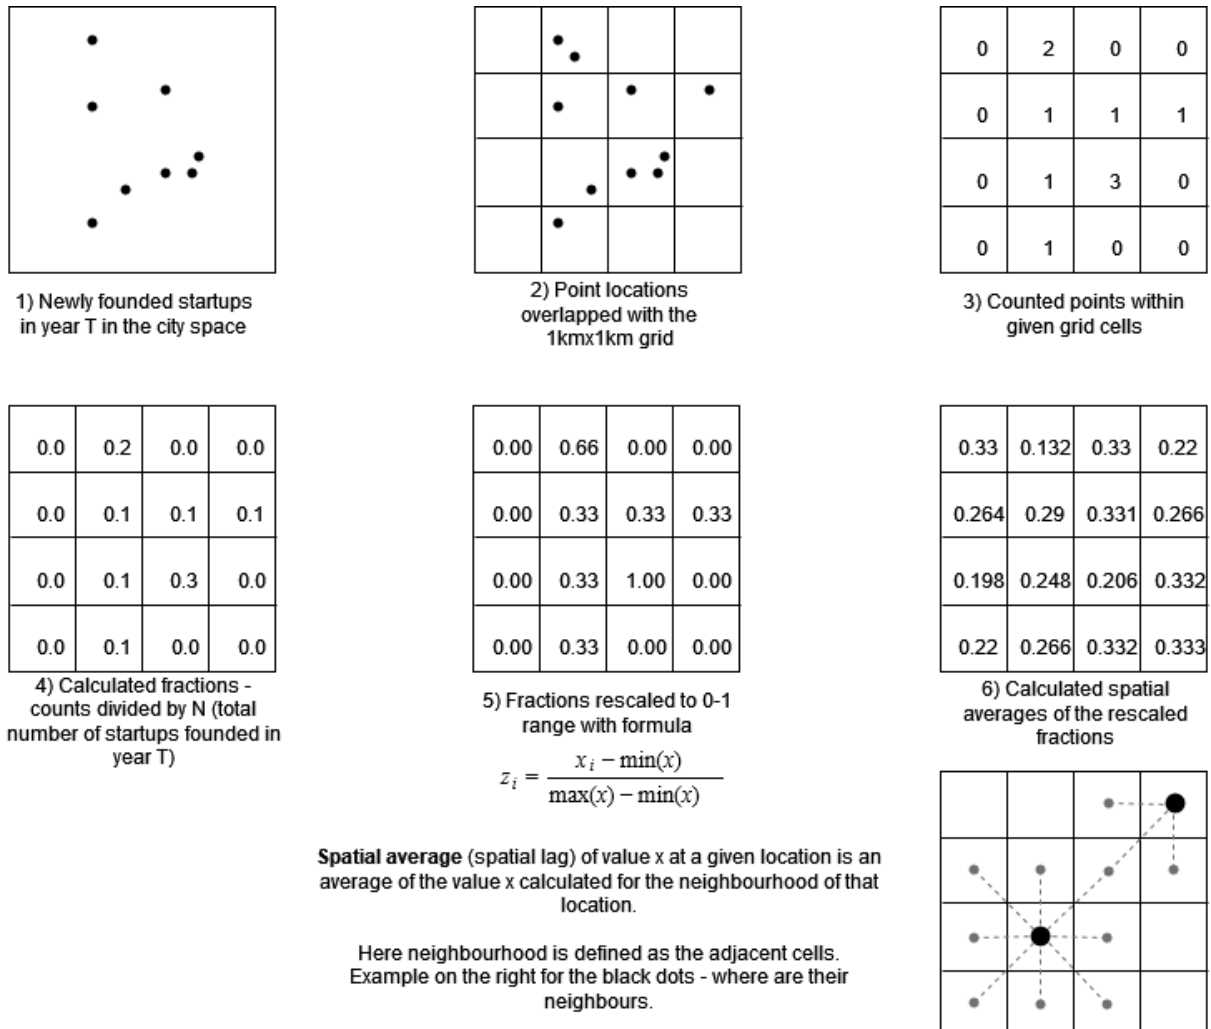 0 2 0 0
0 1 1 1
0 1 3 0
0 1 0 0
1) Newly founded startups
in year T in the city space
2) Point locations
overlapped with the
1kmx1km grid
3) Counted points within
given grid cells
0.0 0.2 0.0 0.0
0.0 0.1 0.1 0.1
0.0 0.1 0.3 0.0
0.0 0.1 0.0 0.0
0.00 0.66 0.00 0.00
0.00 0.33 0.33 0.33
0.00 0.33 1.00 0.00
0.00 0.33 0.00 0.00
0.33 0.132 0.33 0.22
0.264 0.29 0.331 0.266
0.198 0.248 0.206 0.332
0.22 0.266 0.332 0.333
4) Calculated fractions -
counts divided by N (total
number of startups founded in
year T)
5) Fractions rescaled to 0-1
range with formula
z_i = (x_i − min(x)) / (max(x) − min(x))
6) Calculated spatial
averages of the rescaled
fractions
Spatial average (spatial lag) of value x at a given location is an
average of the value x calculated for the neighbourhood of that
location.
Here neighbourhood is defined as the adjacent cells.
Example on the right for the black dots - where are their
neighbours.